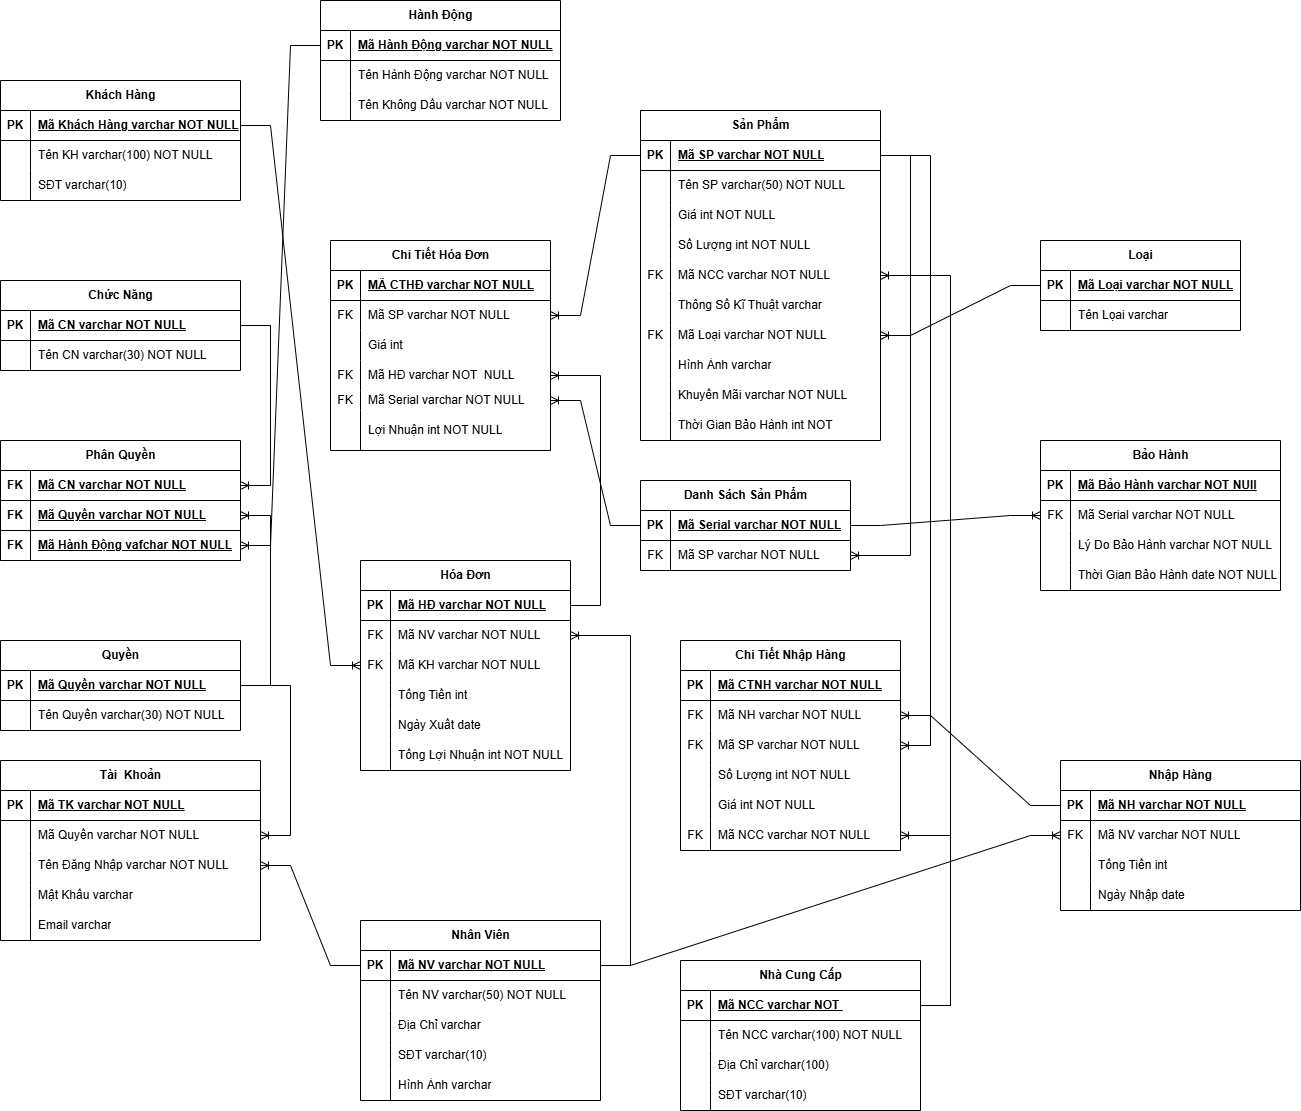 Hành Động
PK Mã Hành Động varchar NOT NULL
Tên Hành Động varchar NOT NULL
Tên Không Dấu varchar NOT NULL
Khách Hàng
PK Mã Khách Hàng varchar NOT NULL
Tên KH varchar(100) NOT NULL
SĐT varchar(10)
Sản Phẩm
PK Mã SP varchar NOT NULL
Tên SP varchar(50) NOT NULL
Giá int NOT NULL
Số Lượng int NOT NULL
FK Mã NCC varchar NOT NULL
Thông Số Kĩ Thuật varchar
FK Mã Loại varchar NOT NULL
Hình Ảnh varchar
Khuyến Mãi varchar NOT NULL
Thời Gian Bảo Hành int NOT
Chi Tiết Hóa Đơn
PK MÃ CTHĐ varchar NOT NULL
FK Mã SP varchar NOT NULL
Giá int
FK Mã HĐ varchar NOT  NULL
FK Mã Serial varchar NOT NULL
Lợi Nhuận int NOT NULL
Loại
PK Mã Loại varchar NOT NULL
Tên Lọai varchar
Chức Năng
PK Mã CN varchar NOT NULL
Tên CN varchar(30) NOT NULL
Phân Quyền
FK Mã CN varchar NOT NULL
FK Mã Quyền varchar NOT NULL
FK Mã Hành Động vafchar NOT NULL
Danh Sách Sản Phẩm
PK Mã Serial varchar NOT NULL
FK Mã SP varchar NOT NULL
Bảo Hành
PK Mã Bảo Hành varchar NOT NUll
FK Mã Serial varchar NOT NULL
Lý Do Bảo Hành varchar NOT NULL
Thời Gian Bảo Hành date NOT NULL
Hóa Đơn
PK Mã HĐ varchar NOT NULL
FK Mã NV varchar NOT NULL
FK Mã KH varchar NOT NULL
Tổng Tiền int
Ngày Xuất date
Tổng Lợi Nhuận int NOT NULL
Quyền
PK Mã Quyền varchar NOT NULL
Tên Quyền varchar(30) NOT NULL
Chi Tiết Nhập Hàng
PK Mã CTNH varchar NOT NULL
FK Mã NH varchar NOT NULL
FK Mã SP varchar NOT NULL
Số Lượng int NOT NULL
Giá int NOT NULL
FK Mã NCC varchar NOT NULL
Tài  Khoản
PK Mã TK varchar NOT NULL
Mã Quyền varchar NOT NULL
Tên Đăng Nhập varchar NOT NULL
Mật Khẩu varchar
Email varchar
Nhập Hàng
PK Mã NH varchar NOT NULL
FK Mã NV varchar NOT NULL
Tổng Tiền int
Ngày Nhập date
Nhân Viên
PK Mã NV varchar NOT NULL
Tên NV varchar(50) NOT NULL
Địa Chỉ varchar
SĐT varchar(10)
Hình Ảnh varchar
Nhà Cung Cấp
PK Mã NCC varchar NOT
Tên NCC varchar(100) NOT NULL
Địa Chỉ varchar(100)
SĐT varchar(10)